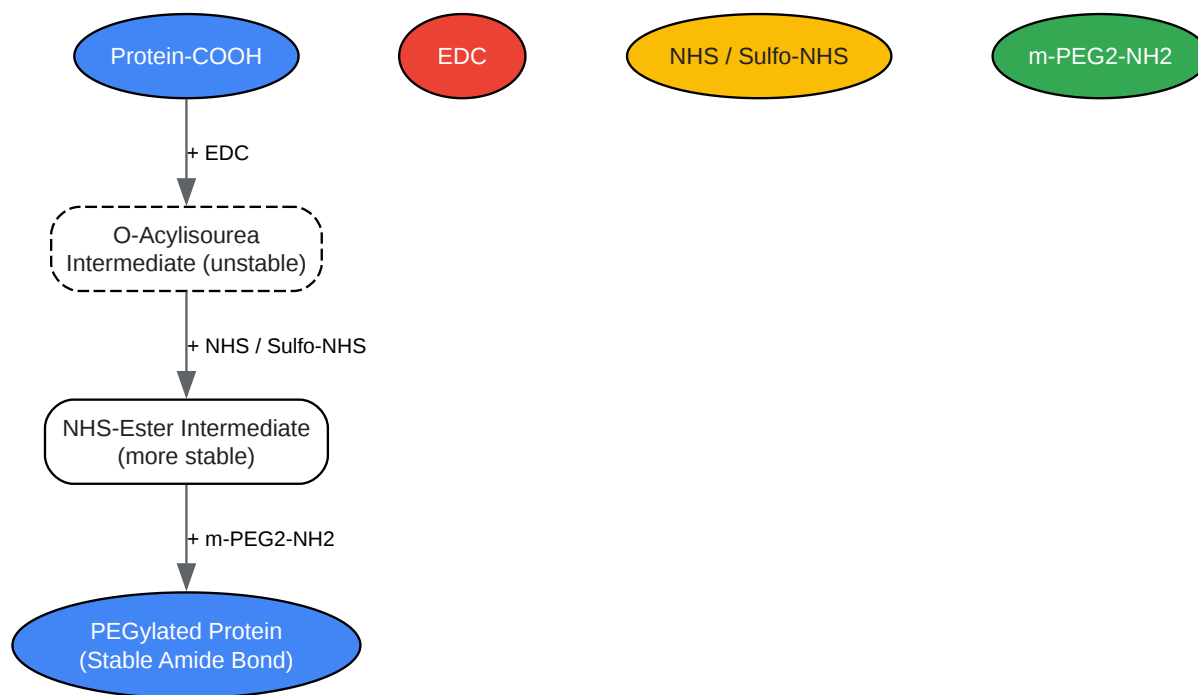 Protein-COOH
EDC
NHS / Sulfo-NHS
m-PEG2-NH2
+ EDC
O-Acylisourea
Intermediate (unstable)
+ NHS / Sulfo-NHS
NHS-Ester Intermediate
(more stable)
+ m-PEG2-NH2
PEGylated Protein
(Stable Amide Bond)